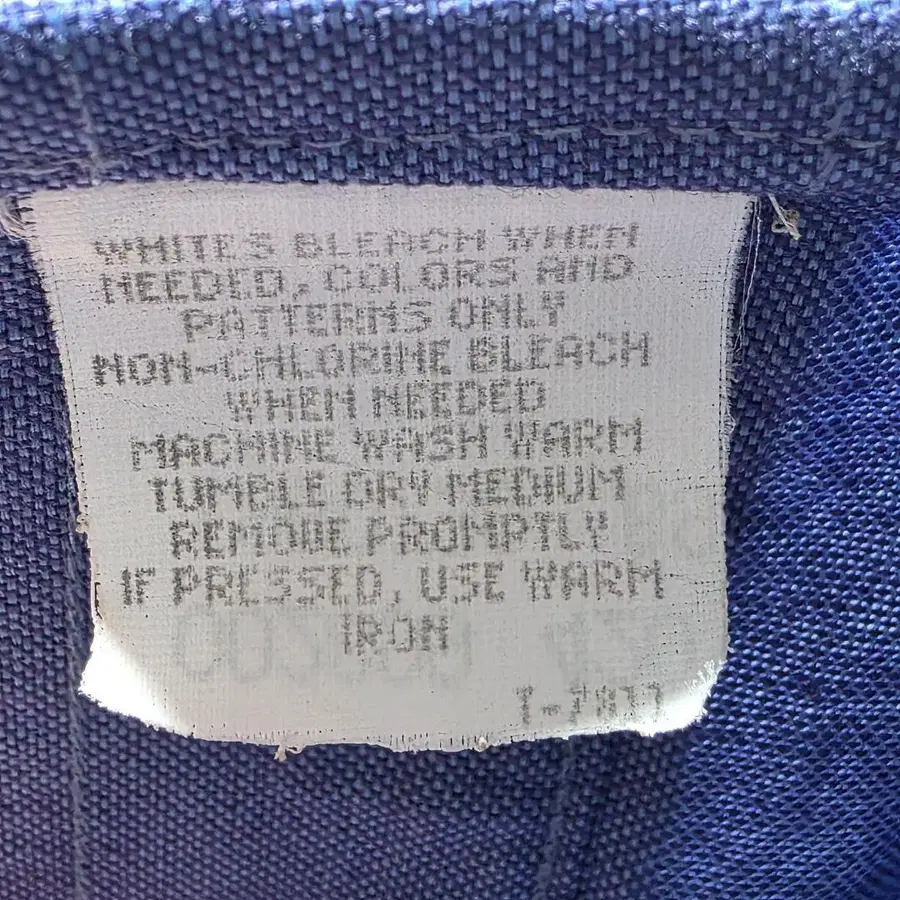 WHITES BLEACH WHEN
NEEDED, COLORS AND
PATTERNS ONLY
NON-CHLORINE BLEACH
WHEN NEEDED
MACHINE WASH WARM
TUMBLE DRY MEDIUM
REMOVE PROMPTLY
IF PRESSED, USE WARM
IRON